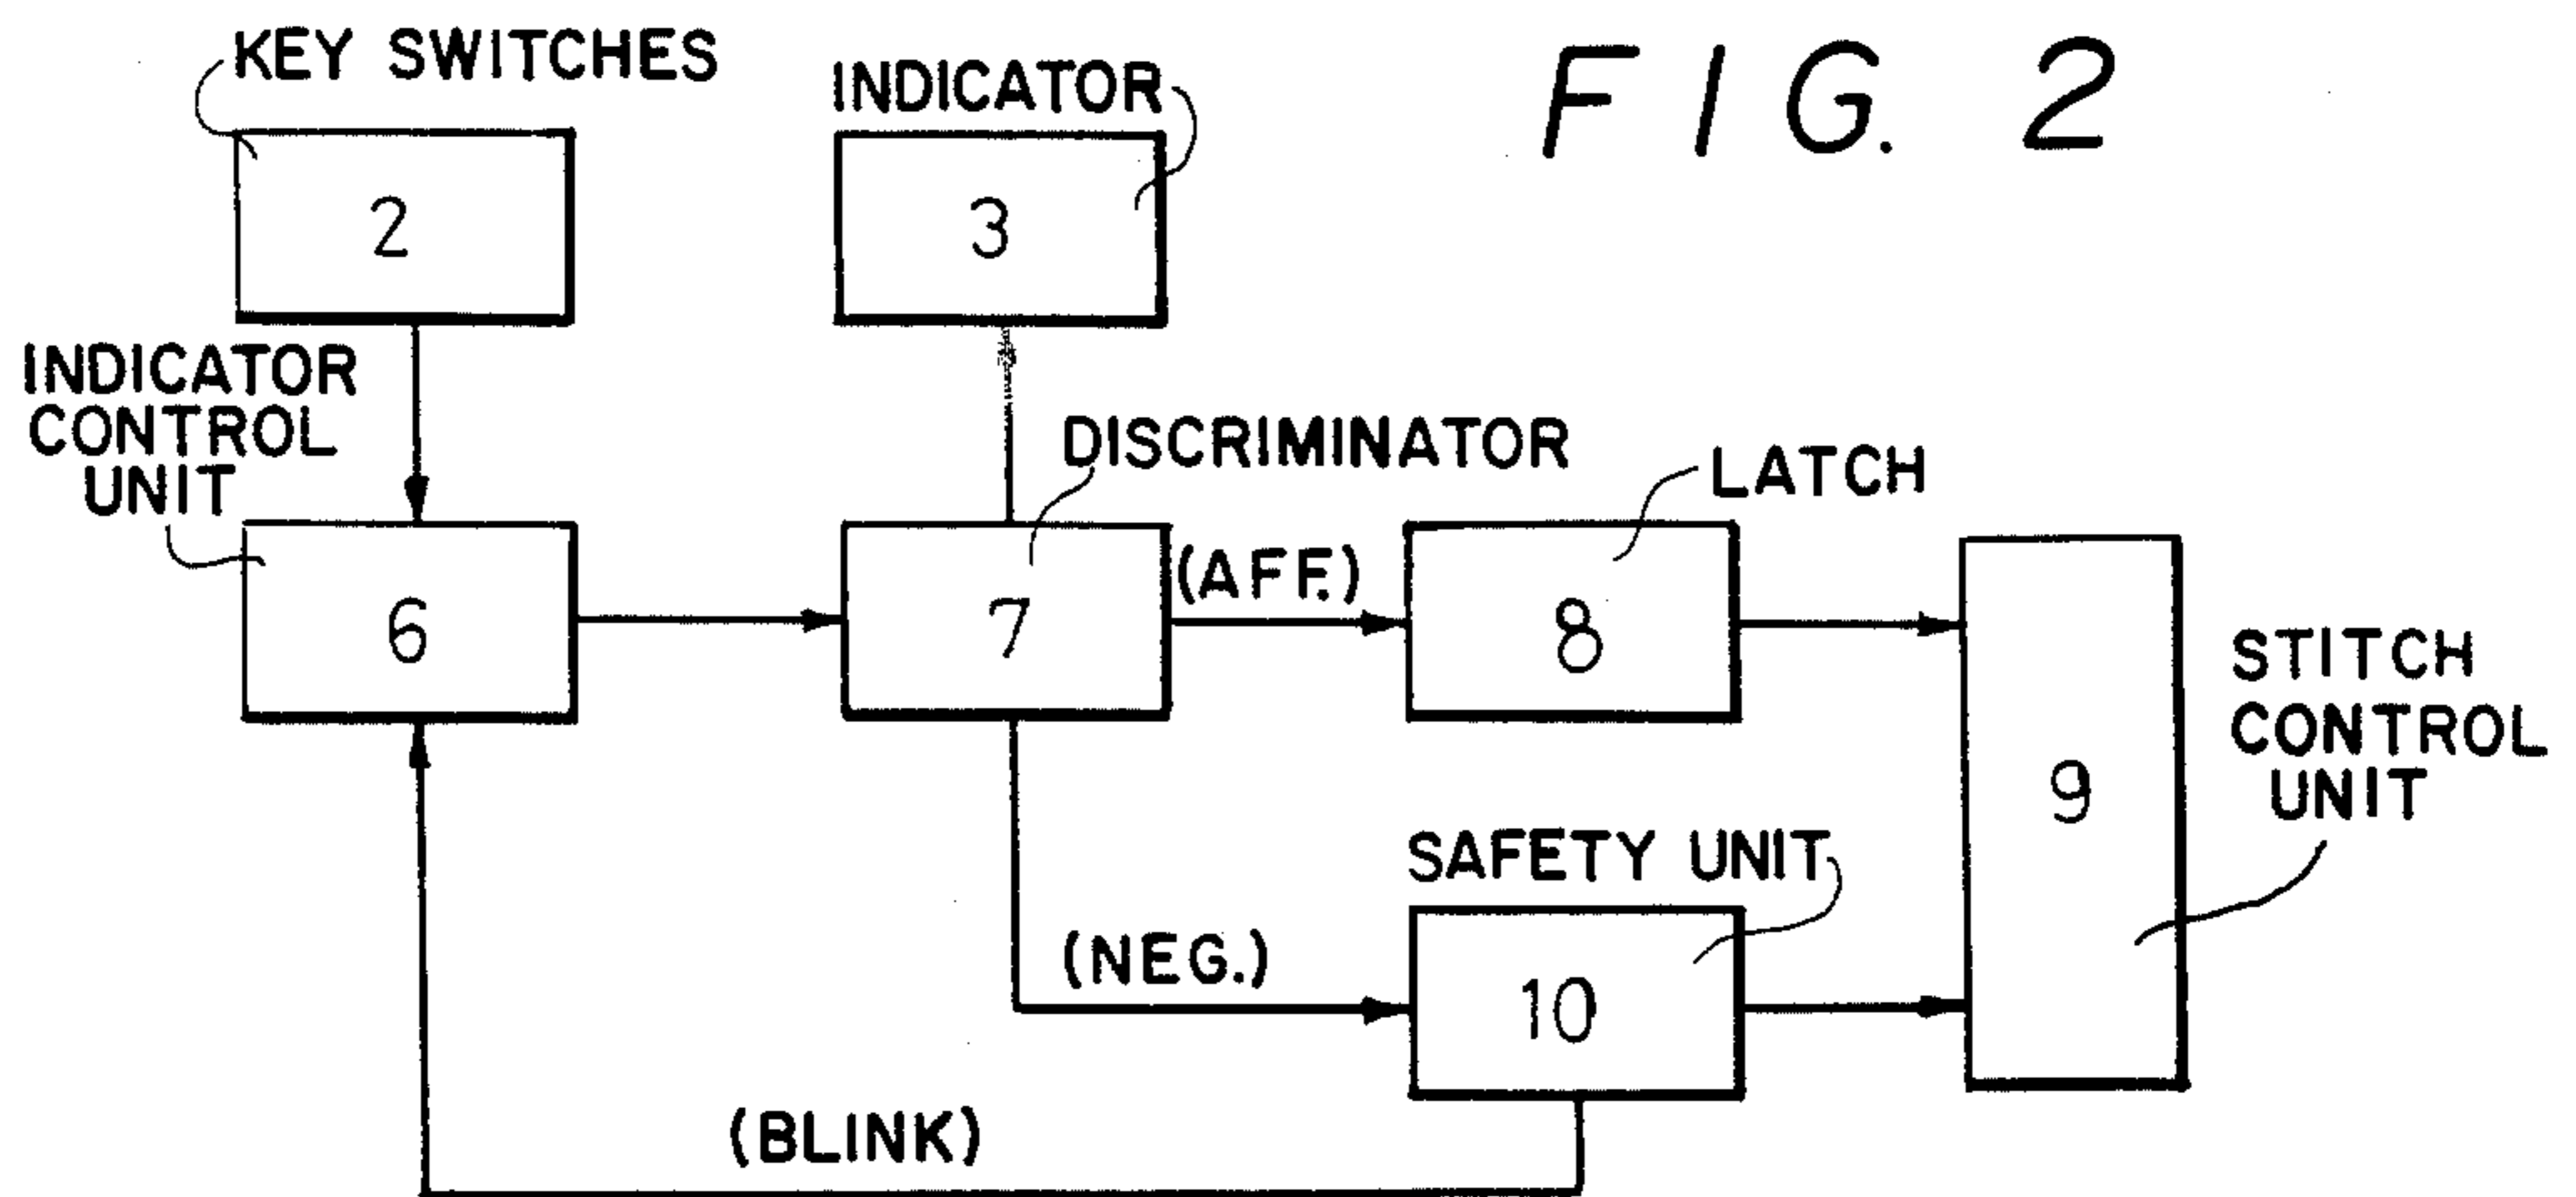 FIG. 2
KEY SWITCHES
INDICATOR
2
3
INDICATOR
CONTROL
UNIT
DISCRIMINATOR
LATCH
6
7
(AFF.)
8
9
STITCH
CONTROL
UNIT
(NEG.)
SAFETY UNIT
10
(BLINK)